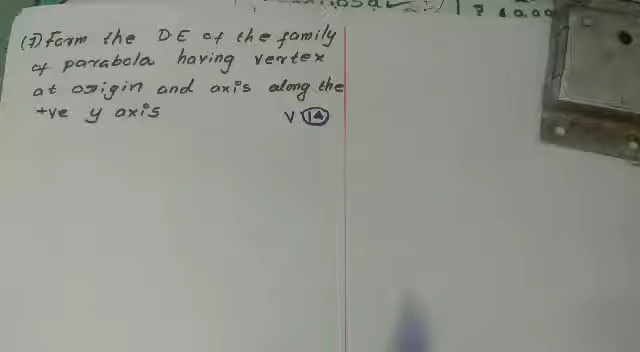 (7) Form the DE of the family
of parabola having vertex
at origin and axis along the
+ve y axis
V 14